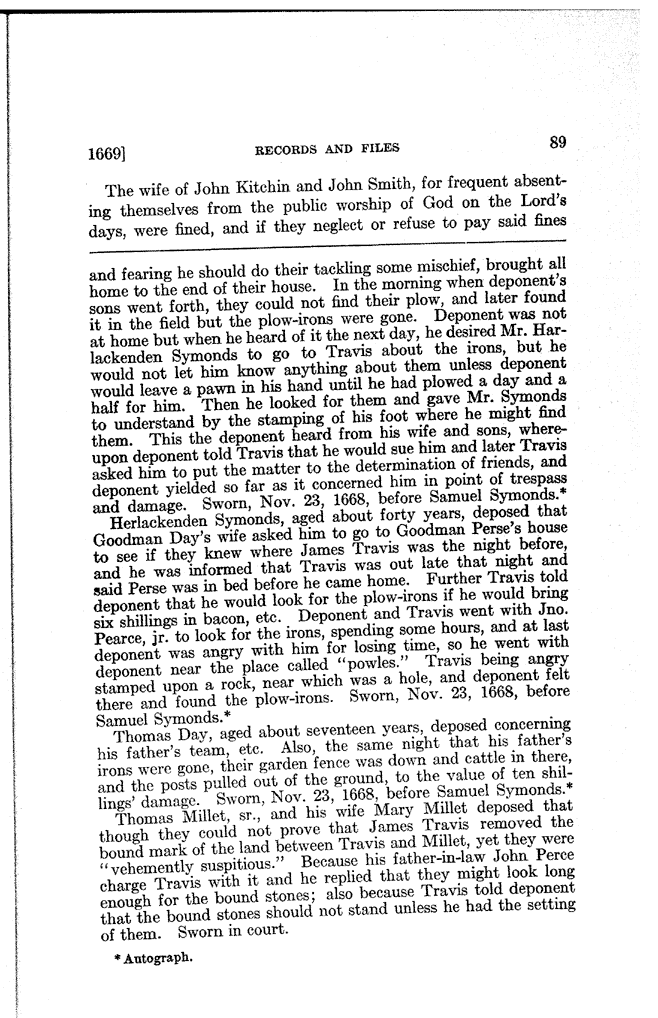 1669] RECORDS AND FILES 89
The wife of John Kitchin and John Smith, for frequent absent-
ing themselves from the public worship of God on the Lord's
days, were fined, and if they neglect or refuse to pay said fines
and fearing he should do their tackling some mischief, brought all
home to the end of their house. In the morning when deponent's
sons went forth, they could not find their plow, and later found
it in the field but the plow-irons were gone. Deponent was not
at home but when he heard of it the next day, he desired Mr. Har-
lackenden Symonds to go to Travis about the irons, but he
would not let him know anything about them unless deponent
would leave a pawn in his hand until he had plowed a day and a
half for him. Then he looked for them and gave Mr. Symonds
to understand by the stamping of his foot where he might find
them. This the deponent heard from his wife and sons, where-
upon deponent told Travis that he would sue him and later Travis
asked him to put the matter to the determination of friends, and
deponent yielded so far as it concerned him in point of trespass
and damage. Sworn, Nov. 23, 1668, before Samuel Symonds.*
Herlackenden Symonds, aged about forty years, deposed that
Goodman Day's wife asked him to go to Goodman Perse's house
to see if they knew where James Travis was the night before,
and he was informed that Travis was out late that night and
said Perse was in bed before he came home. Further Travis told
deponent that he would look for the plow-irons if he would bring
six shillings in bacon, etc. Deponent and Travis went with Jno.
Pearce, jr. to look for the irons, spending some hours, and at last
deponent was angry with him for losing time, so he went with
deponent near the place called "powles." Travis being angry
stamped upon a rock, near which was a hole, and deponent felt
there and found the plow-irons. Sworn, Nov. 23, 1668, before
Samuel Symonds.*
Thomas Day, aged about seventeen years, deposed concerning
his father's team, etc. Also, the same night that his father's
irons were gone, their garden fence was down and cattle in there,
and the posts pulled out of the ground, to the value of ten shil-
lings' damage. Sworn, Nov. 23, 1668, before Samuel Symonds.*
Thomas Millet, sr., and his wife Mary Millet deposed that
though they could not prove that James Travis removed the
bound mark of the land between Travis and Millet, yet they were
"vehemently suspitious." Because his father-in-law John Perce
charge Travis with it and he replied that they might look long
enough for the bound stones; also because Travis told deponent
that the bound stones should not stand unless he had the setting
of them. Sworn in court.
* Autograph.